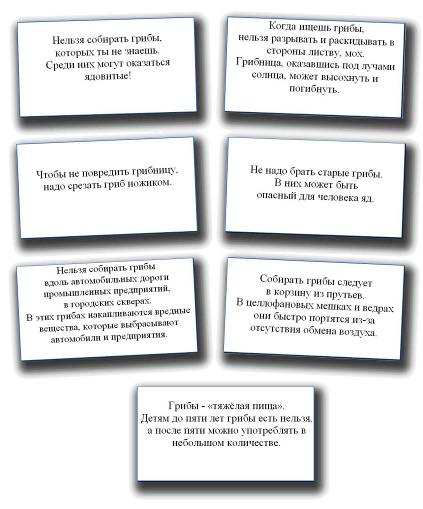 Нельзя собирать грибы,
которых ты не знаешь.
Среди них могут оказаться
ядовитые!
Когда ищешь грибы,
нельзя разрывать и раскидывать в
стороны листву, мох.
Грибница, оказавшись под лучами
солнца, может высохнуть и
погибнуть.
Чтобы не повредить грибницу,
надо срезать гриб ножиком.
Не надо брать старые грибы.
В них может быть
опасный для человека яд.
Нельзя собирать грибы
вдоль автомобильных дороги
промышленных предприятий,
в городских скверах.
В этих грибах накапливаются вредные
вещества, которые выбрасывают
автомобили и предприятия.
Собирать грибы следует
в корзину из прутьев.
В целлофановых мешках и ведрах
они быстро портятся из-за
отсутствия обмена воздуха.
Грибы - «тяжёлая пища».
Детям до пяти лет грибы есть нельзя,
а после пяти можно употреблять в
небольшом количестве.